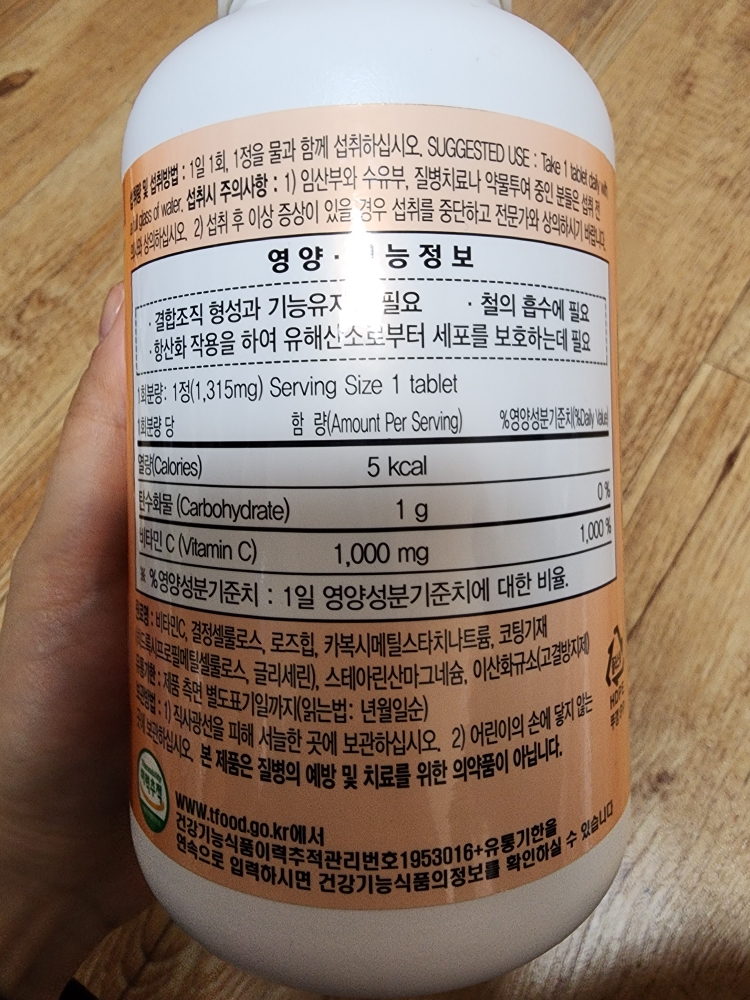 및 섭취방법 : 1일 1회, 1정을 물과 함께 섭취하십시오. SUGGESTED USE : Take 1 tablet daily with
a full glass of water. 섭취시 주의사항 : 1) 임산부와 수유부, 질병치료나 약물투여 중인 분들은 섭취 전
상의하십시오. 2) 섭취 후 이상 증상이 있을 경우 섭취를 중단하고 전문가와 상의하시기 바랍니다.
영양· 능정보
· 결합조직 형성과 기능유지 필요 · 철의 흡수에 필요
· 항산화 작용을 하여 유해산소로부터 세포를 보호하는데 필요
1회분량: 1정(1,315mg) Serving Size 1 tablet
1회분량 당 함 량(Amount Per Serving) %영양성분기준치(%Daily Value)
열량(Calories) 5 kcal
탄수화물 (Carbohydrate) 1 g 0 %
비타민 C (Vitamin C) 1,000 mg 1,000 %
※ %영양성분기준치 : 1일 영양성분기준치에 대한 비율.
원료명 : 비타민C, 결정셀룰로스, 로즈힙, 카복시메틸스타치나트륨, 코팅기재
(히드록시프로필메틸셀룰로스, 글리세린), 스테아린산마그네슘, 이산화규소(고결방지제)
유통기한 : 제품 측면 별도표기일까지(읽는법: 년월일순)
보관방법 : 1) 직사광선을 피해 서늘한 곳에 보관하십시오. 2) 어린이의 손에 닿지 않는
곳에 보관하십시오. 본 제품은 질병의 예방 및 치료를 위한 의약품이 아닙니다.
HDPE
www.tfood.go.kr에서
건강기능식품이력추적관리번호1953016+유통기한을
연속으로 입력하시면 건강기능식품의정보를 확인하실 수 있습니다